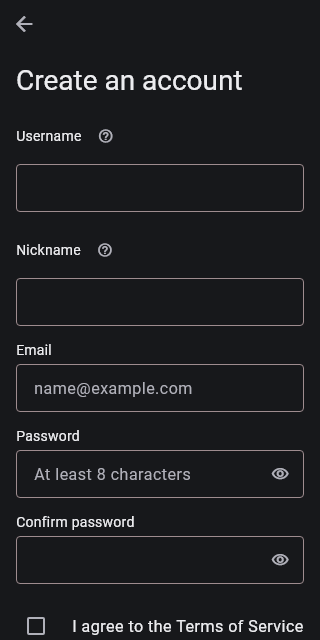 Create an account
Username
Nickname
Email
name@example.com
Password
At least 8 characters
Confirm password
I agree to the Terms of Service